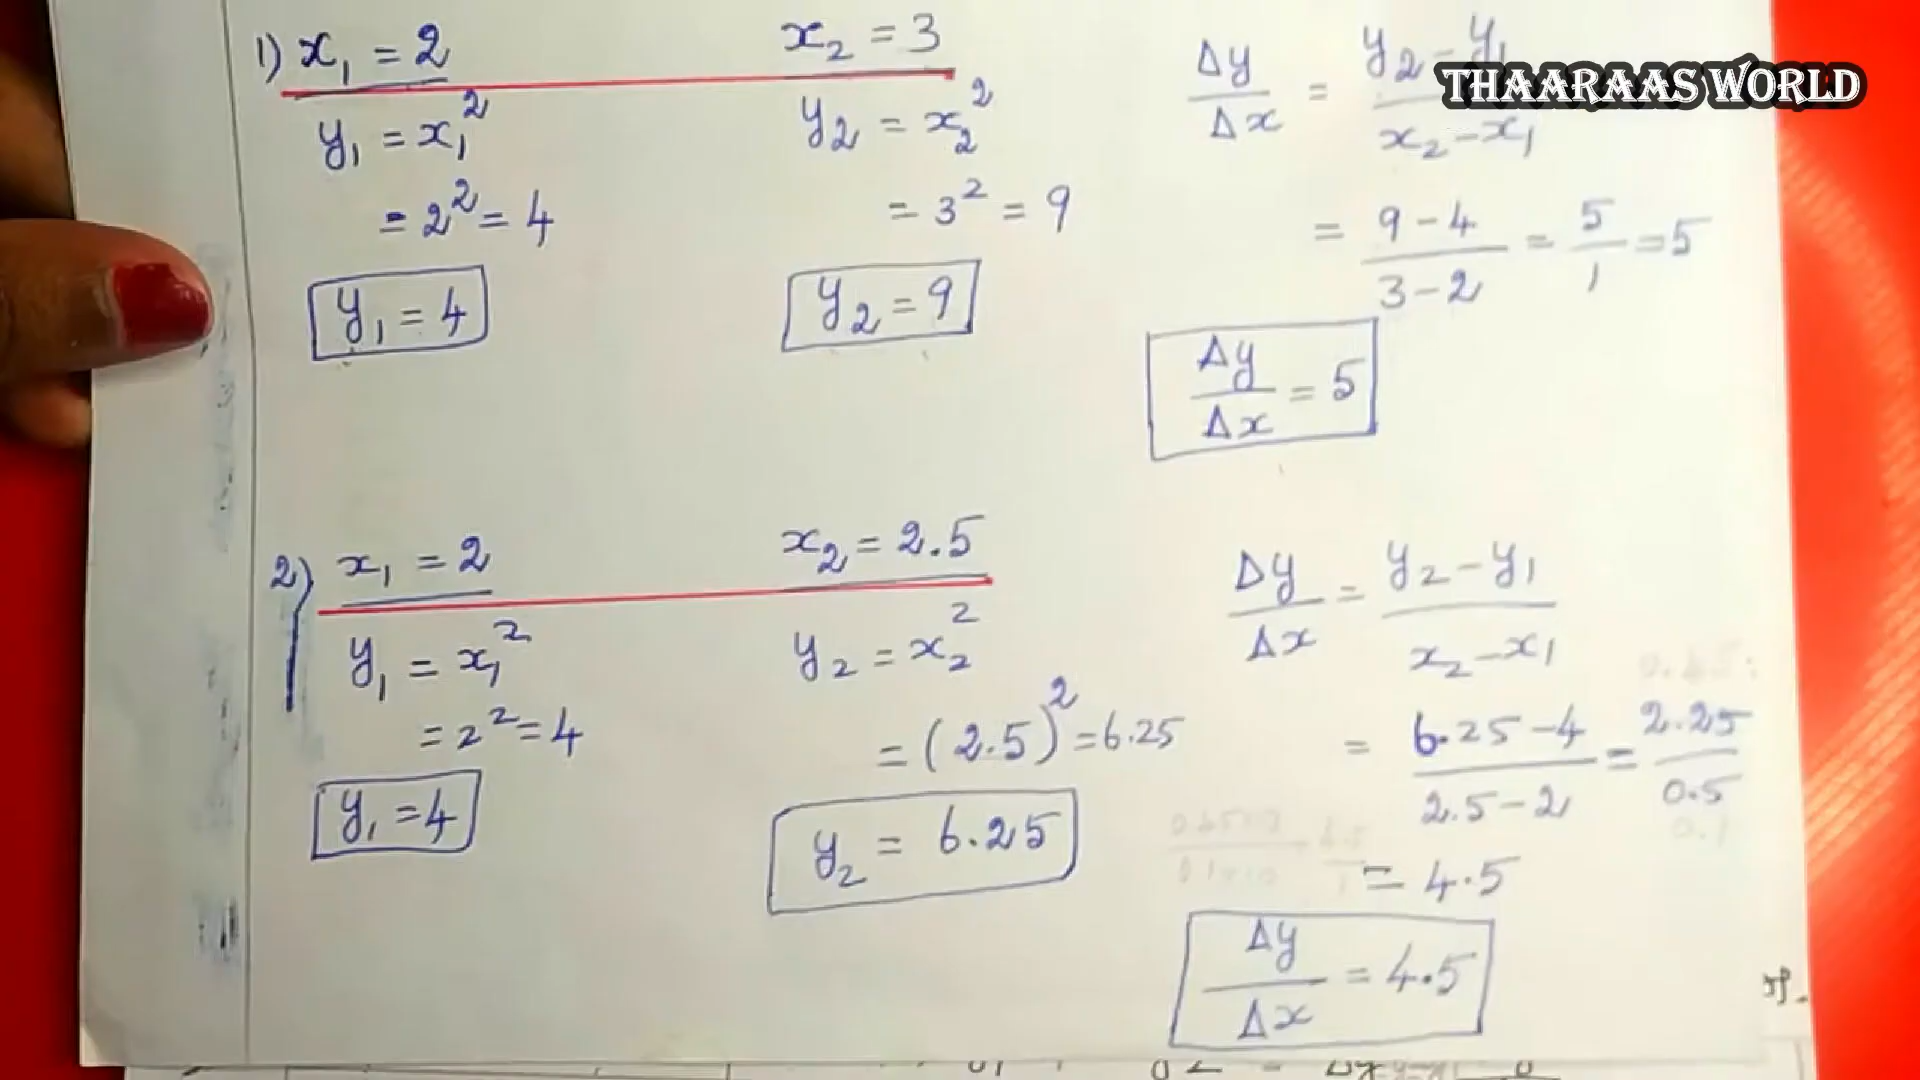 1) x₁ = 2
y₁ = x₁²
= 2² = 4
y₁ = 4
x₂ = 3
y₂ = x₂²
= 3² = 9
y₂ = 9
Δy/Δx = (y₂ - y₁)/(x₂ - x₁)
= (9 - 4)/(3 - 2) = 5/1 = 5
Δy/Δx = 5
THAARAAS WORLD
2) x₁ = 2
y₁ = x₁²
= 2² = 4
y₁ = 4
x₂ = 2.5
y₂ = x₂²
= (2.5)² = 6.25
y₂ = 6.25
Δy/Δx = (y₂ - y₁)/(x₂ - x₁)
= (6.25 - 4)/(2.5 - 2) = 2.25/0.5
= 4.5
Δy/Δx = 4.5